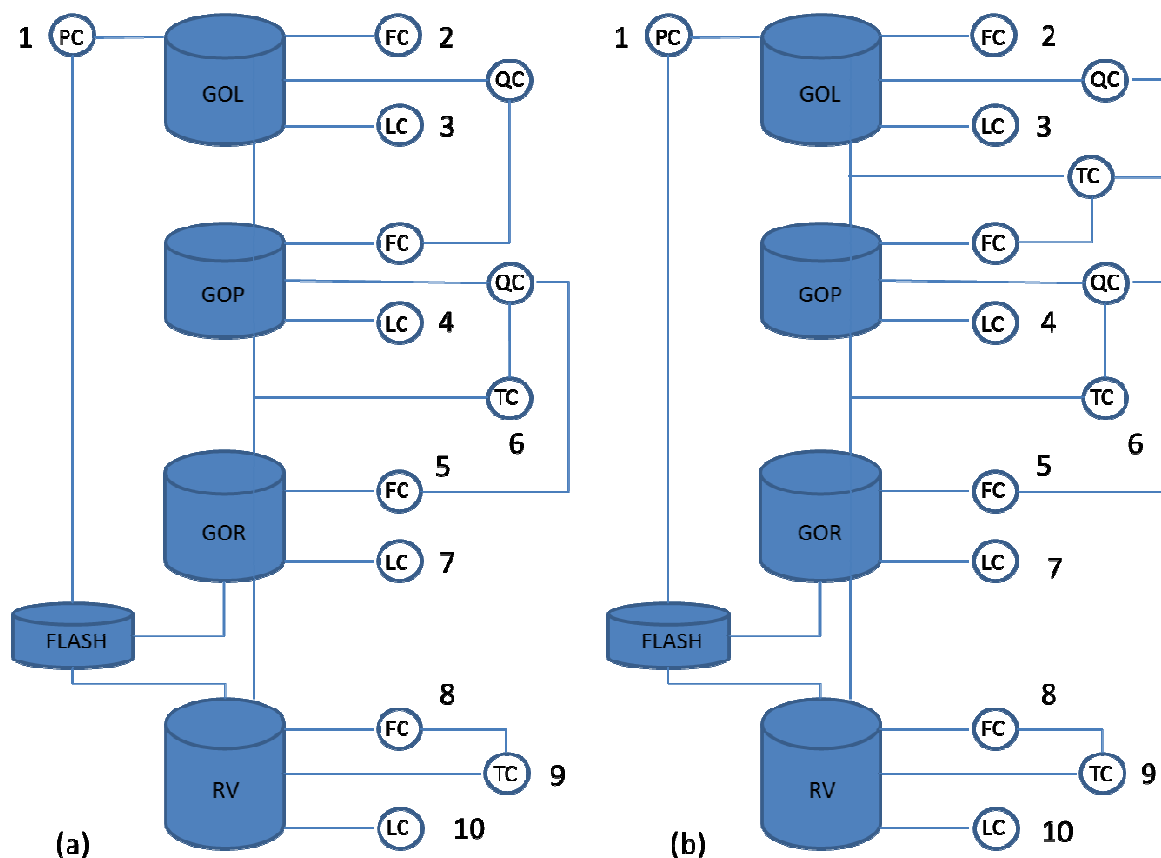 1 PC FC 2
QC
GOL
LC 3
FC
QC
GOP
LC 4
TC
6
5
FC
GOR
LC 7
FLASH
8
FC
TC 9
RV
LC 10
(a)
1 PC FC 2
QC
GOL
LC 3
TC
FC
QC
GOP
LC 4
TC
6
5
FC
GOR
LC 7
FLASH
8
FC
TC 9
RV
LC 10
(b)